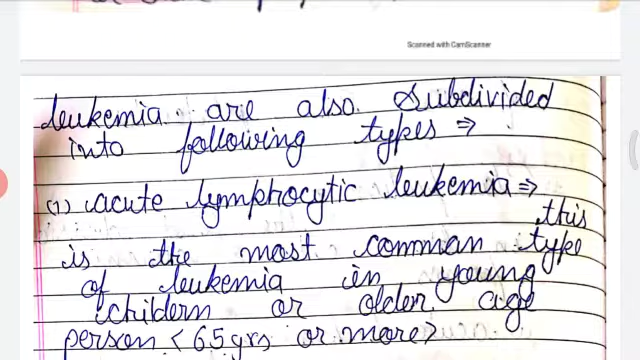 Scanned with CamScanner
leukemia are also subdivided
into following types ⇒
(1) acute lymphocytic leukemia ⇒
this
is the most comman type
of leukemia in young
childern or older age
person < 65 yrs or more >